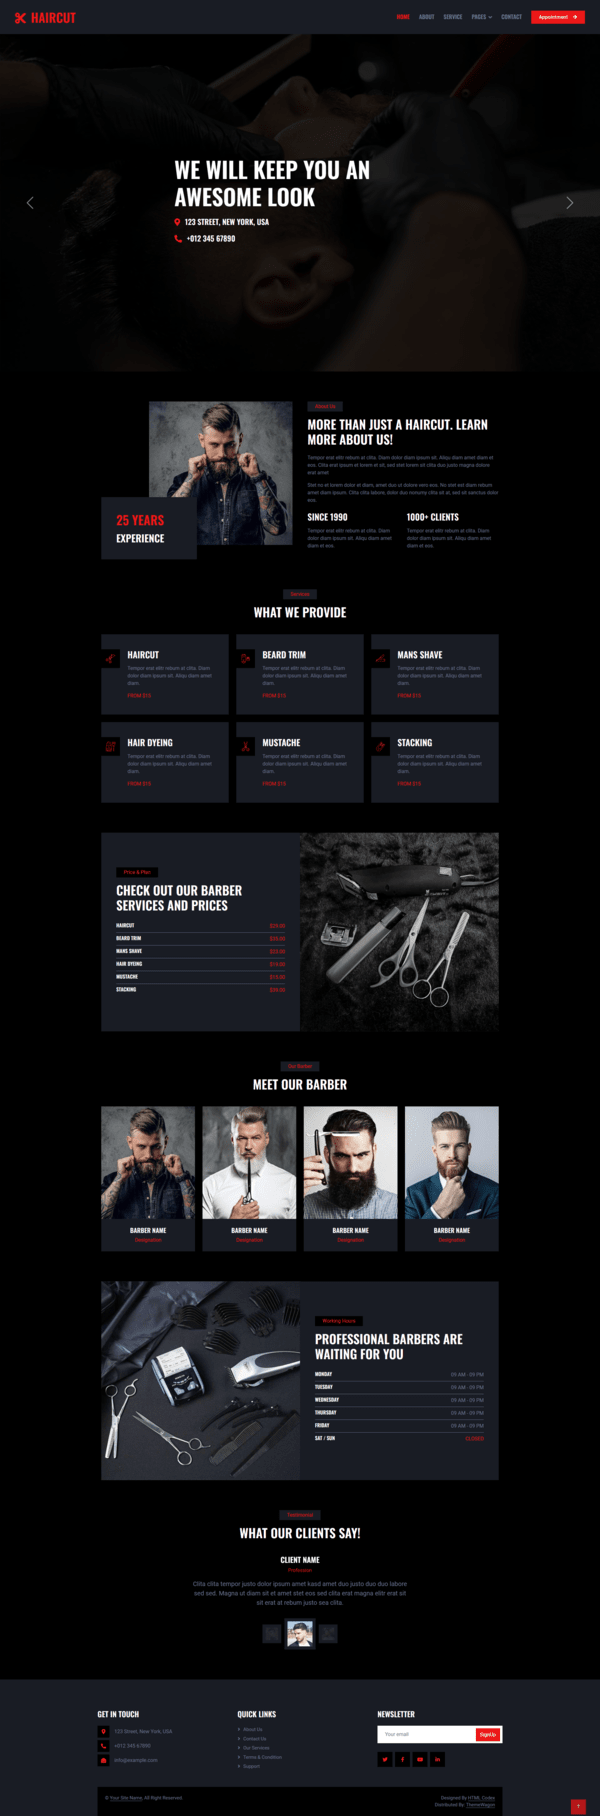 HAIRCUT
HOME ABOUT SERVICE PAGES CONTACT Appointment
WE WILL KEEP YOU AN
AWESOME LOOK
123 STREET, NEW YORK, USA
+012 345 67890
About Us
MORE THAN JUST A HAIRCUT. LEARN
MORE ABOUT US!
Tempor erat elitr rebum at clita. Diam dolor diam ipsum sit. Aliqu diam amet diam et
eos. Clita erat ipsum et lorem et sit, sed stet lorem sit clita duo justo magna dolore
erat amet
Stet no et lorem dolor et diam, amet duo ut dolore vero eos. No stet est diam rebum
amet diam ipsum. Clita clita labore, dolor duo nonumy clita sit at, sed sit sanctus dolor
eos.
25 YEARS
EXPERIENCE
SINCE 1990
Tempor erat elitr rebum at clita. Diam
dolor diam ipsum sit. Aliqu diam amet
diam et eos.
1000+ CLIENTS
Tempor erat elitr rebum at clita. Diam
dolor diam ipsum sit. Aliqu diam amet
diam et eos.
Services
WHAT WE PROVIDE
HAIRCUT
Tempor erat elitr rebum at clita. Diam
dolor diam ipsum sit. Aliqu diam amet
diam.
FROM $15
BEARD TRIM
Tempor erat elitr rebum at clita. Diam
dolor diam ipsum sit. Aliqu diam amet
diam.
FROM $15
MANS SHAVE
Tempor erat elitr rebum at clita. Diam
dolor diam ipsum sit. Aliqu diam amet
diam.
FROM $15
HAIR DYEING
Tempor erat elitr rebum at clita. Diam
dolor diam ipsum sit. Aliqu diam amet
diam.
FROM $15
MUSTACHE
Tempor erat elitr rebum at clita. Diam
dolor diam ipsum sit. Aliqu diam amet
diam.
FROM $15
STACKING
Tempor erat elitr rebum at clita. Diam
dolor diam ipsum sit. Aliqu diam amet
diam.
FROM $15
Price & Plan
CHECK OUT OUR BARBER
SERVICES AND PRICES
HAIRCUT
BEARD TRIM
MANS SHAVE
HAIR DYEING
MUSTACHE
STACKING
Our Barber
MEET OUR BARBER
BARBER NAME
Designation
BARBER NAME
Designation
BARBER NAME
Designation
BARBER NAME
Designation
Working Hours
PROFESSIONAL BARBERS ARE
WAITING FOR YOU
MONDAY 09 AM - 09 PM
TUESDAY 09 AM - 09 PM
WEDNESDAY 09 AM - 09 PM
THURSDAY 09 AM - 09 PM
FRIDAY 09 AM - 09 PM
SAT / SUN CLOSED
Testimonial
WHAT OUR CLIENTS SAY!
CLIENT NAME
Profession
Clita clita tempor justo dolor ipsum amet kasd amet duo justo duo duo labore
sed sed. Magna ut diam sit et amet stet eos sed clita erat magna elitr erat sit
sit erat at rebum justo sea clita.
GET IN TOUCH
123 Street, New York, USA
+012 345 67890
info@example.com
QUICK LINKS
About Us
Contact Us
Our Services
Terms & Condition
Support
NEWSLETTER
Your email SignUp
© Your Site Name, All Right Reserved.
Designed By HTML Codex
Distributed By: ThemeWagon